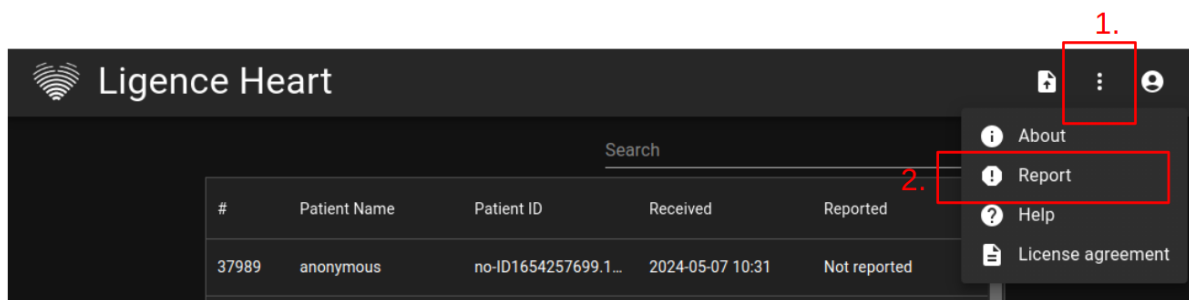 1.
Ligence Heart
About
Search
2.
Report
# Patient Name Patient ID Received Reported
Help
37989 anonymous no-ID1654257699.1... 2024-05-07 10:31 Not reported
License agreement